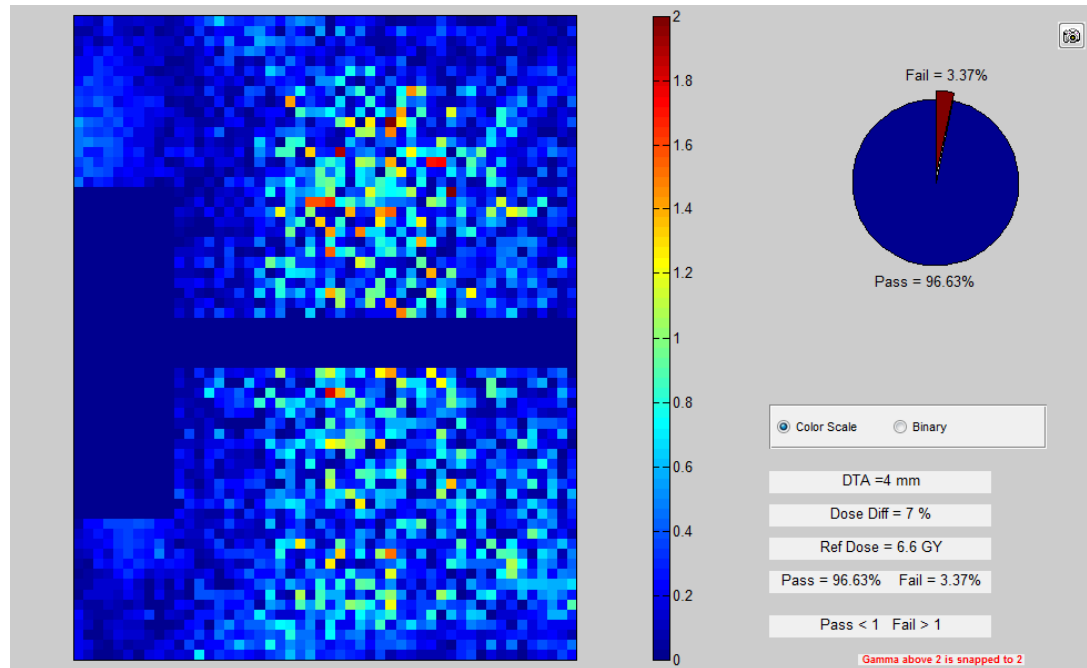 2
1.8
1.6
1.4
1.2
1
0.8
0.6
0.4
0.2
0
Fail = 3.37%
Pass = 96.63%
Color Scale Binary
DTA =4 mm
Dose Diff = 7 %
Ref Dose = 6.6 GY
Pass = 96.63% Fail = 3.37%
Pass < 1 Fail > 1
Gamma above 2 is snapped to 2